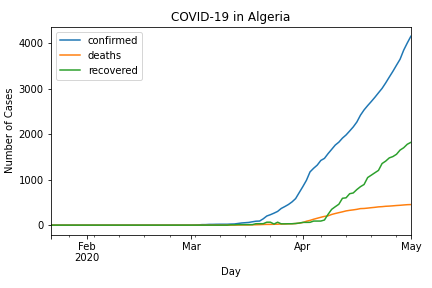 COVID-19 in Algeria
confirmed
deaths
recovered
Number of Cases
4000
3000
2000
1000
0
Feb
2020
Mar
Apr
May
Day